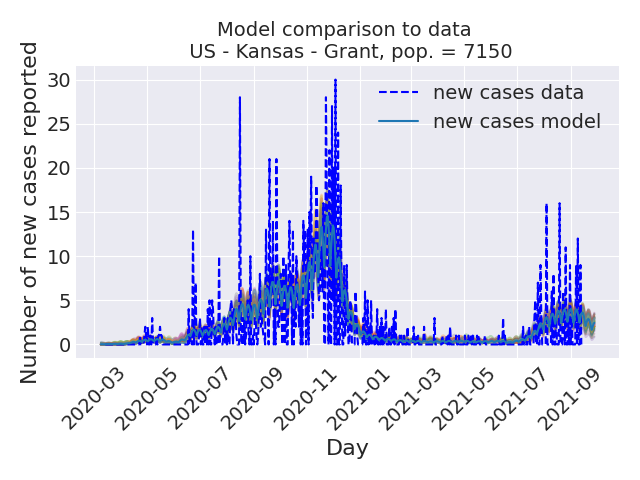 Model comparison to data
US - Kansas - Grant, pop. = 7150
Number of new cases reported
30
25
20
15
10
5
0
new cases data
new cases model
2020-03
2020-05
2020-07
2020-09
2020-11
2021-01
2021-03
2021-05
2021-07
2021-09
Day